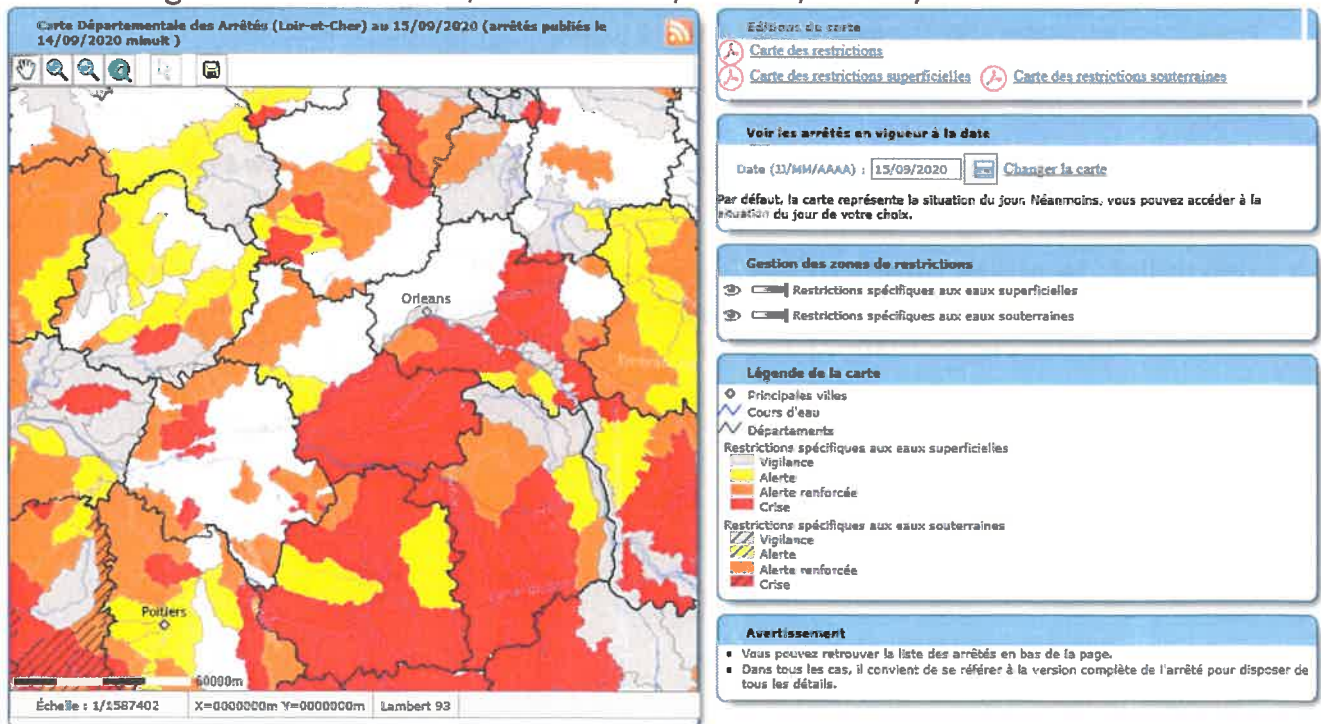 Carte Départementale des Arrêtés (Loir-et-Cher) au 15/09/2020 (arrêtés publiés le
14/09/2020 minuit )
Orleans
Poitiers
60000m
Échelle : 1/1587402
X=0000000m Y=0000000m
Lambert 93
Editions du carte
Carte des restrictions
Carte des restrictions superficielles
Carte des restrictions souterraines
Voir les arrêtés en vigueur à la date
Date (JJ/MM/AAAA) : 15/09/2020
Changer la carte
Par défaut, la carte représente la situation du jour. Néanmoins, vous pouvez accéder à la
situation du jour de votre choix.
Gestion des zones de restrictions
Restrictions spécifiques aux eaux superficielles
Restrictions spécifiques aux eaux souterraines
Légende de la carte
Principales villes
Cours d'eau
Départements
Restrictions spécifiques aux eaux superficielles
Vigilance
Alerte
Alerte renforcée
Crise
Restrictions spécifiques aux eaux souterraines
Vigilance
Alerte
Alerte renforcée
Crise
Avertissement
Vous pouvez retrouver la liste des arrêtés en bas de la page.
Dans tous les cas, il convient de se référer à la version complète de l'arrêté pour disposer de
tous les détails.